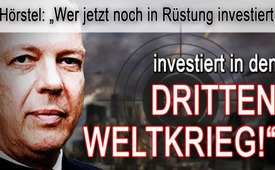 Hörstel: „Wer jetzt noch in Rüstung investiert
investiert in den
DRITTEN
WELTKRIEG!“